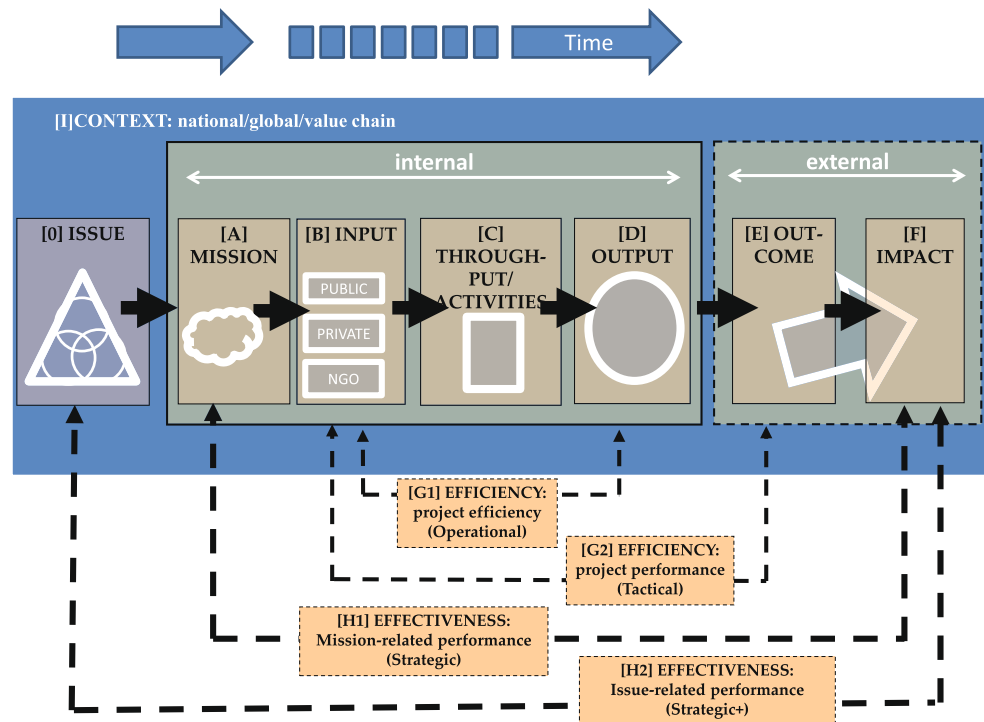 Time
[I]CONTEXT: national/global/value chain
internal
external
[0] ISSUE
[A]
MISSION
[B] INPUT
PUBLIC
PRIVATE
NGO
[C]
THROUGH-
PUT/
ACTIVITIES
[D]
OUTPUT
[E] OUT-
COME
[F]
IMPACT
[G1] EFFICIENCY:
project efficiency
(Operational)
[G2] EFFICIENCY:
project performance
(Tactical)
[H1] EFFECTIVENESS:
Mission-related performance
(Strategic)
[H2] EFFECTIVENESS:
Issue-related performance
(Strategic+)